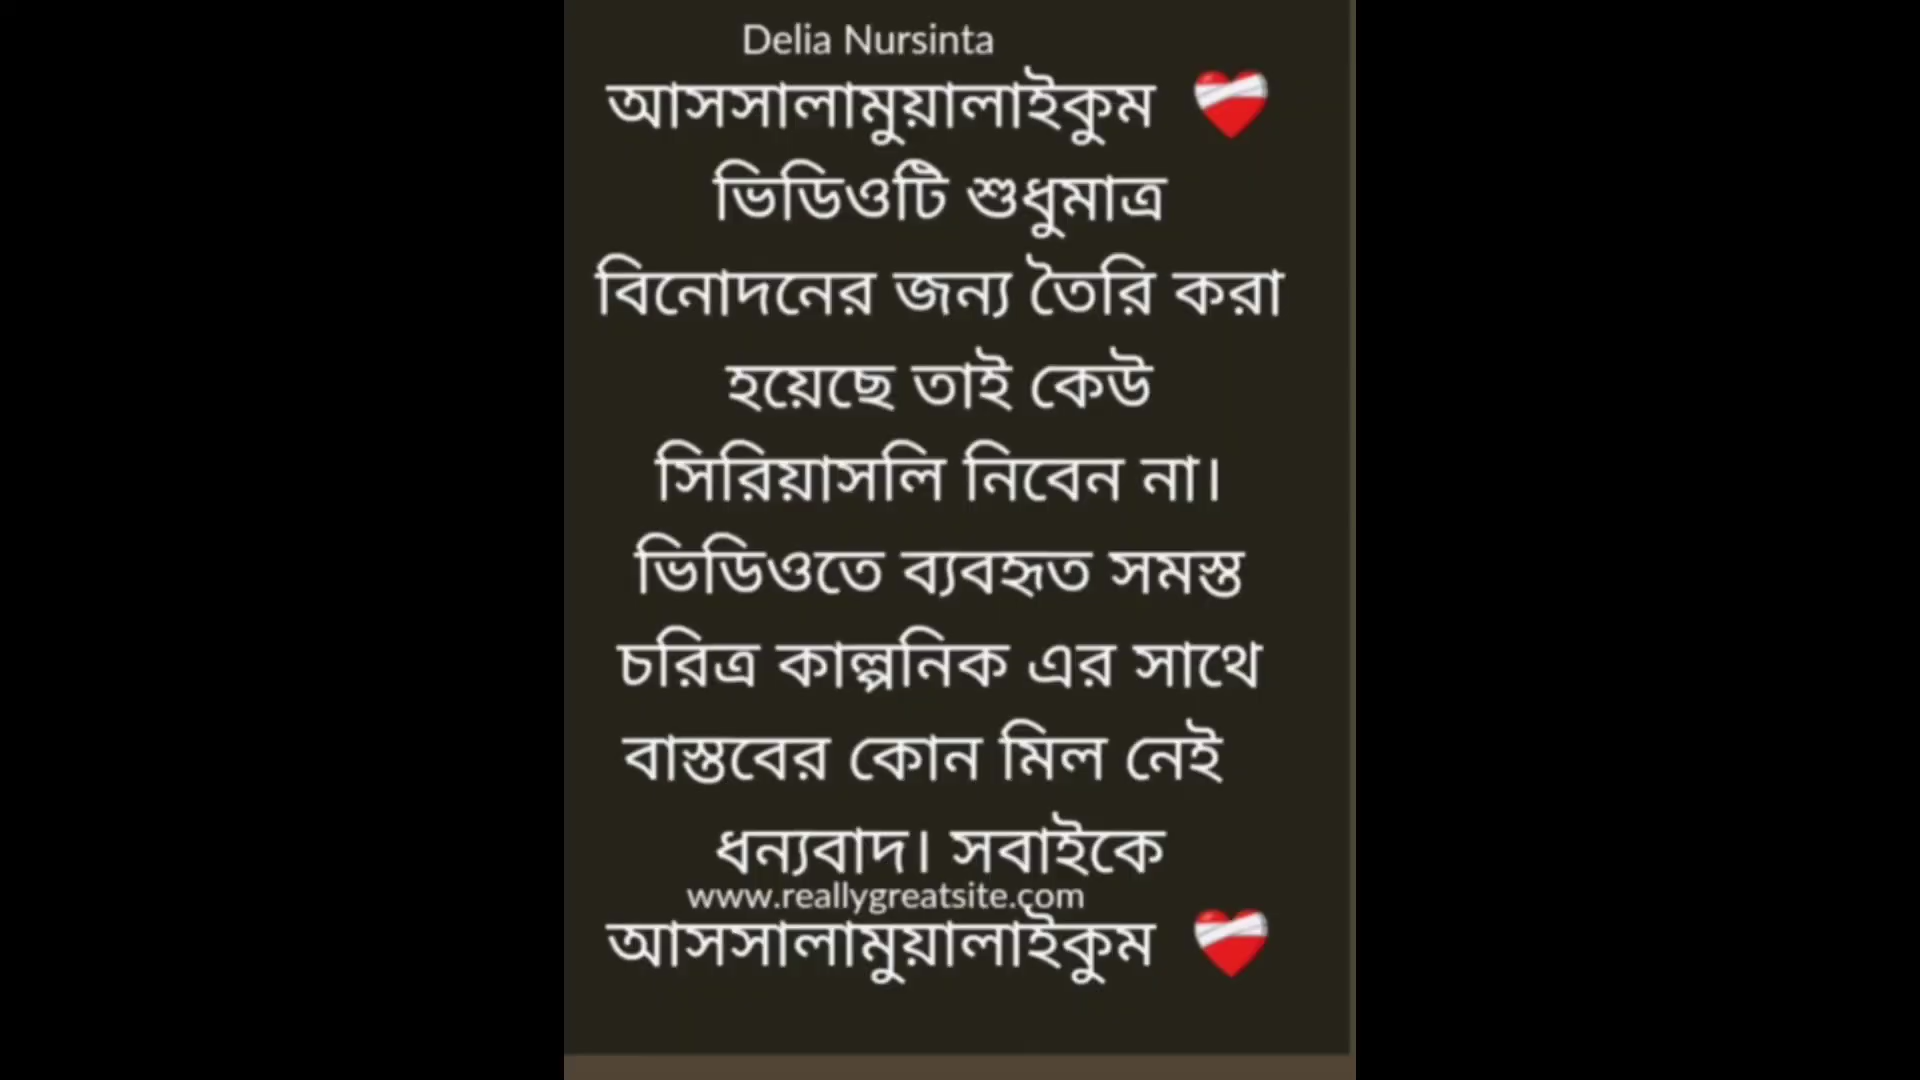 Delia Nursinta
আসসালামুয়ালাইকুম ❤️‍🩹
ভিডিওটি শুধুমাত্র
বিনোদনের জন্য তৈরি করা
হয়েছে তাই কেউ
সিরিয়াসলি নিবেন না।
ভিডিওতে ব্যবহৃত সমস্ত
চরিত্র কাল্পনিক এর সাথে
বাস্তবের কোন মিল নেই
ধন্যবাদ। সবাইকে
www.reallygreatsite.com
আসসালামুয়ালাইকুম ❤️‍🩹